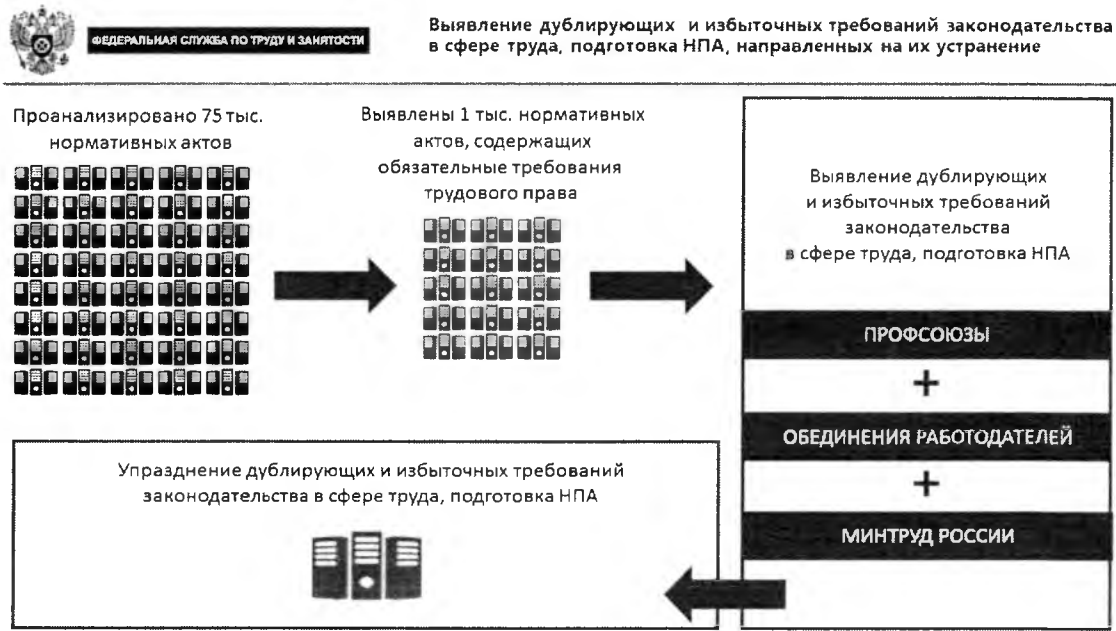 ФЕДЕРАЛЬНАЯ СЛУЖБА ПО ТРУДУ И ЗАНЯТОСТИ
Выявление дублирующих и избыточных требований законодательства
в сфере труда, подготовка НПА, направленных на их устранение
Проанализировано 75 тыс.
нормативных актов
Выявлены 1 тыс. нормативных
актов, содержащих
обязательные требования
трудового права
Выявление дублирующих
и избыточных требований
законодательства
в сфере труда, подготовка НПА
ПРОФСОЮЗЫ
+
ОБЕДИНЕНИЯ РАБОТОДАТЕЛЕЙ
+
МИНТРУД РОССИИ
Упразднение дублирующих и избыточных требований
законодательства в сфере труда, подготовка НПА